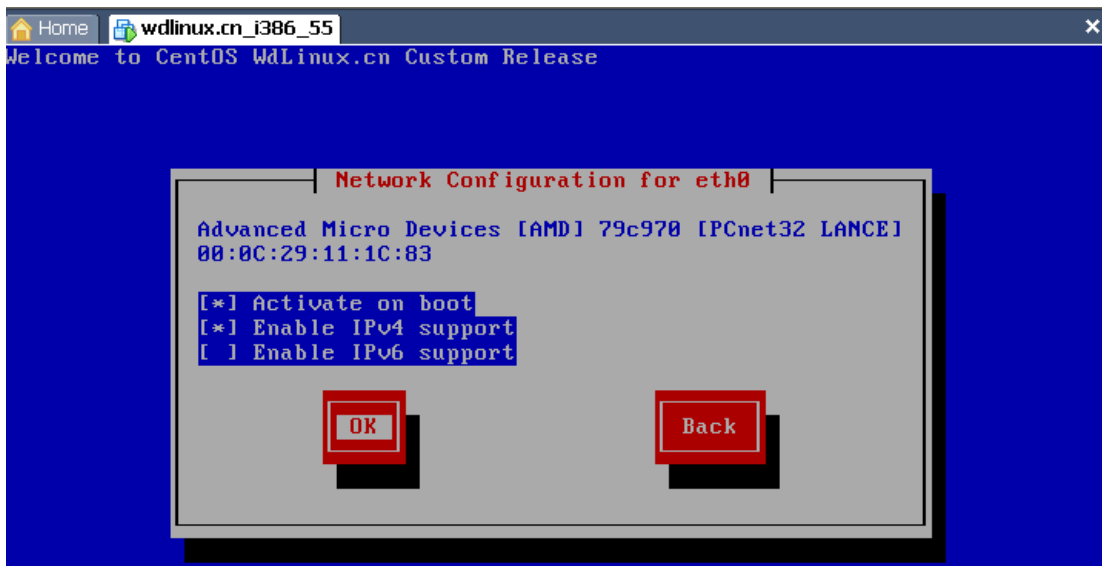 Home wdlinux.cn_i386_55
Welcome to CentOS WdLinux.cn Custom Release
Network Configuration for eth0
Advanced Micro Devices [AMD] 79c970 [PCnet32 LANCE]
00:0C:29:11:1C:83
[*] Activate on boot
[*] Enable IPv4 support
[ ] Enable IPv6 support
OK Back